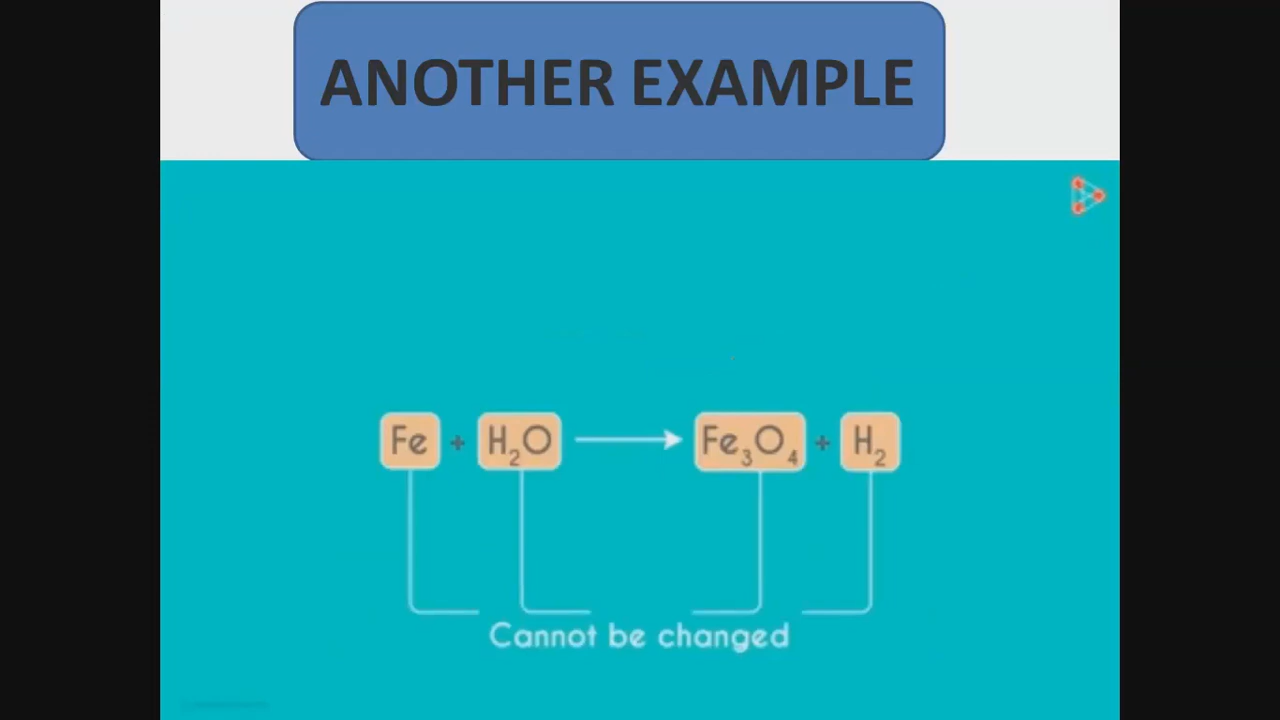 ANOTHER EXAMPLE
Fe + H₂O → Fe₃O₄ + H₂
Cannot be changed